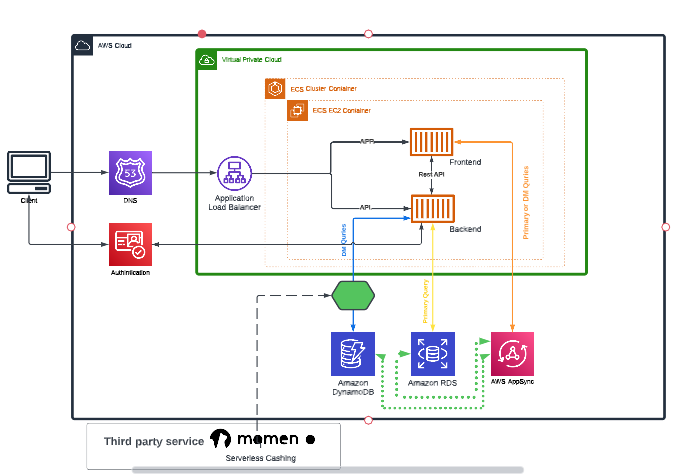 AWS Cloud
Virtual Private Cloud
ECS Cluster Container
ECS EC2 Container
APP
Frontend
Rest API
53
Client
DNS
Application
Load Balancer
API
Backend
Primary or DM Quries
DM Quries
Authintication
Primary Query
Amazon
DynamoDB
Amazon RDS
AWS AppSync
Third party service
momen o
Serverless Cashing